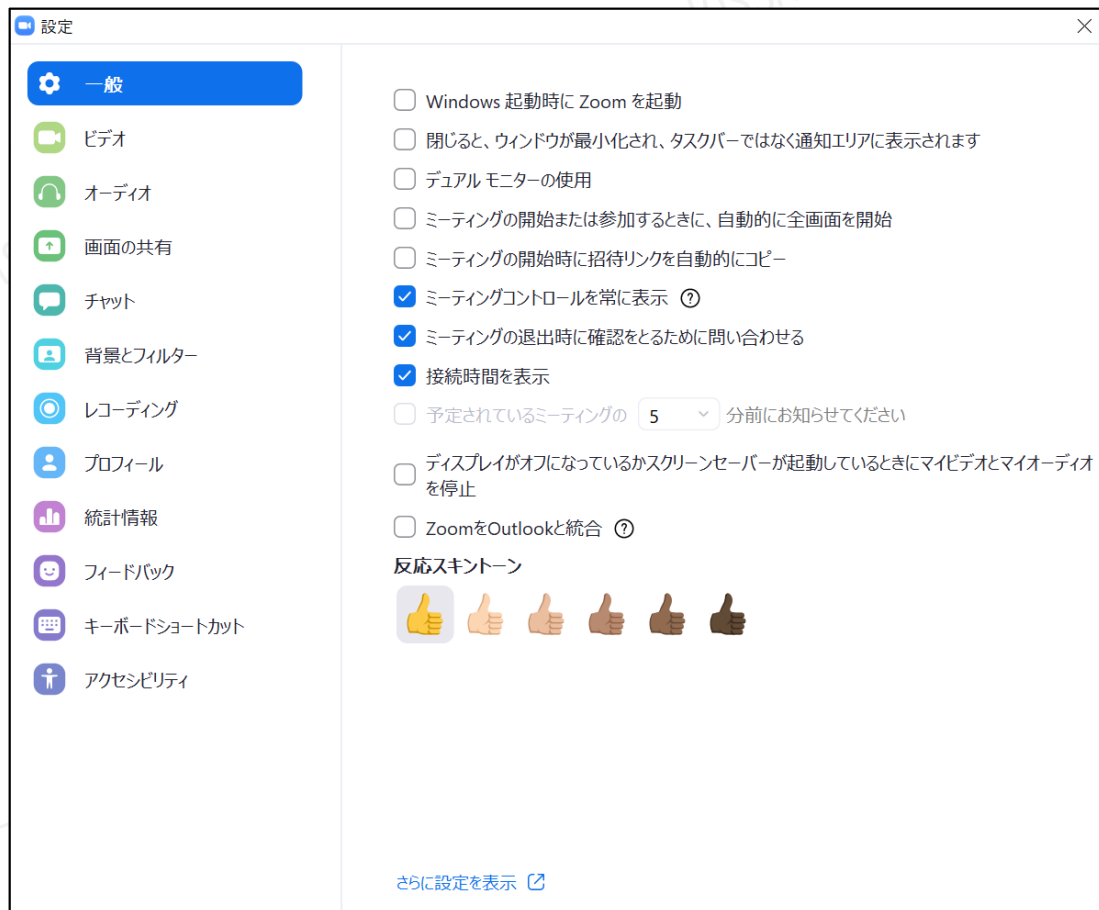 設定
一般
ビデオ
オーディオ
画面の共有
チャット
背景とフィルター
レコーディング
プロフィール
統計情報
フィードバック
キーボードショートカット
アクセシビリティ
Windows 起動時に Zoom を起動
閉じると、ウィンドウが最小化され、タスクバーではなく通知エリアに表示されます
デュアル モニターの使用
ミーティングの開始または参加するときに、自動的に全画面を開始
ミーティングの開始時に招待リンクを自動的にコピー
ミーティングコントロールを常に表示 ?
ミーティングの退出時に確認をとるために問い合わせる
接続時間を表示
予定されているミーティングの 5 分前にお知らせてください
ディスプレイがオフになっているかスクリーンセーバーが起動しているときにマイビデオとマイオーディオ
を停止
ZoomをOutlookと統合 ?
反応スキントーン
さらに設定を表示